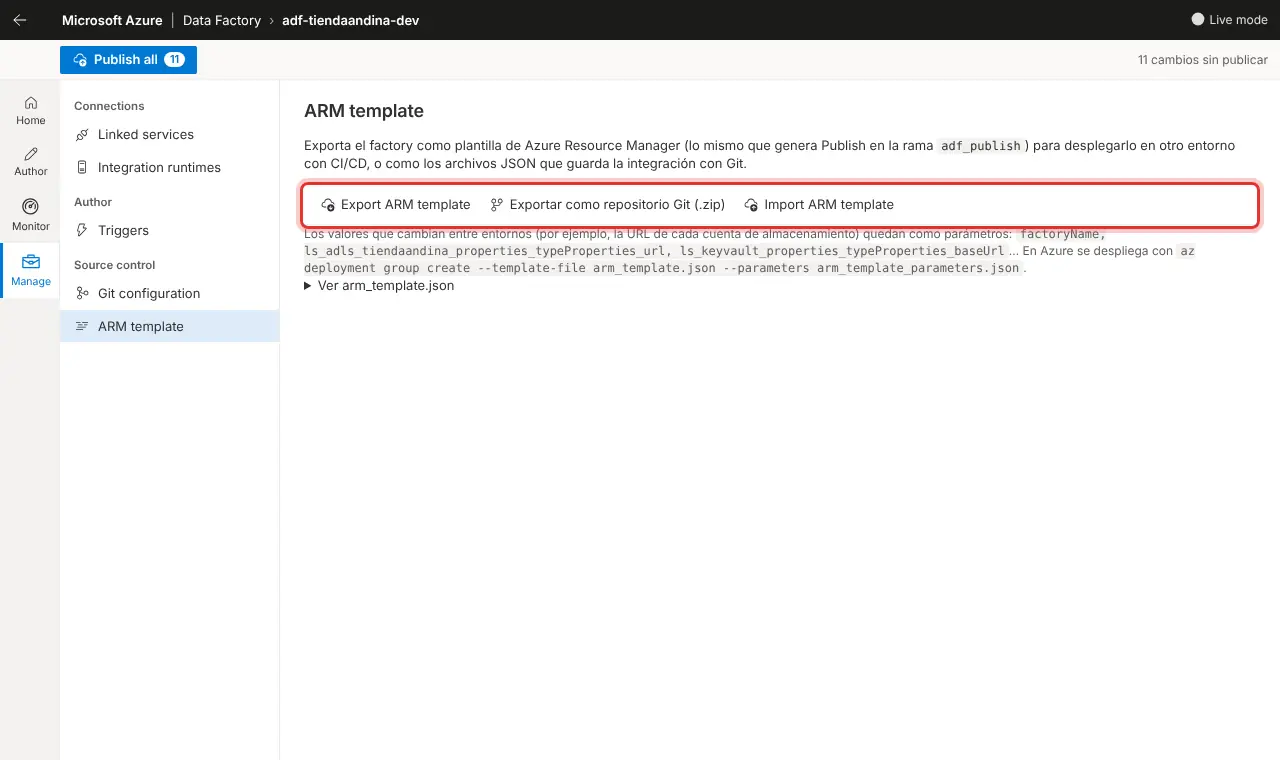 Microsoft Azure | Data Factory › adf-tiendaandina-dev
Live mode
Publish all 11
11 cambios sin publicar
Home
Author
Monitor
Manage
Connections
Linked services
Integration runtimes
Author
Triggers
Source control
Git configuration
ARM template
ARM template
Exporta el factory como plantilla de Azure Resource Manager (lo mismo que genera Publish en la rama adf_publish) para desplegarlo en otro entorno
con CI/CD, o como los archivos JSON que guarda la integración con Git.
Export ARM template
Exportar como repositorio Git (.zip)
Import ARM template
Los valores que cambian entre entornos (por ejemplo, la URL de cada cuenta de almacenamiento) quedan como parámetros: factoryName,
ls_adls_tiendaandina_properties_typeProperties_url, ls_keyvault_properties_typeProperties_baseUrl ... En Azure se despliega con az
deployment group create --template-file arm_template.json --parameters arm_template_parameters.json.
Ver arm_template.json